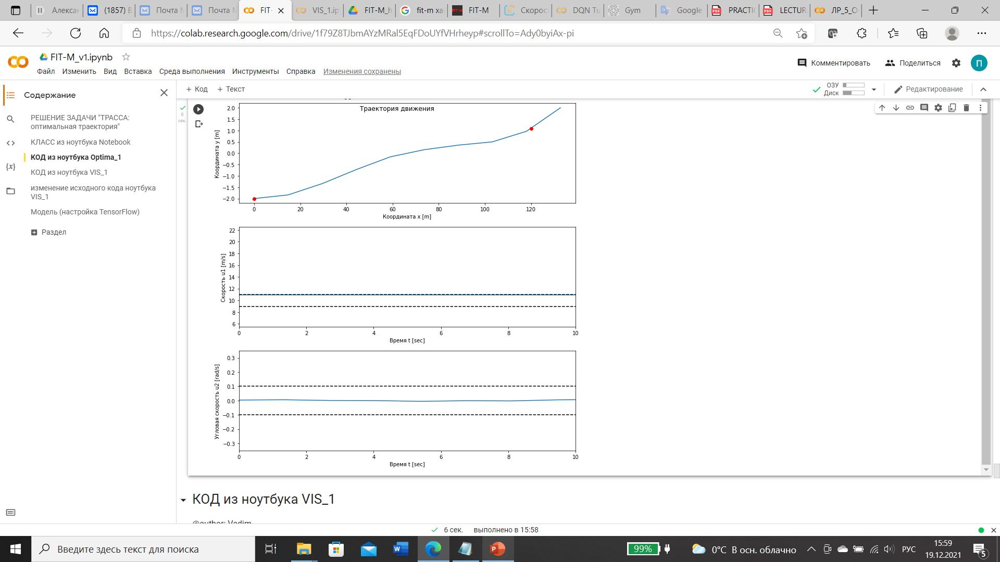 Алексан
(1857) В
Почта М
Почта М
FIT-
VIS_1.ip
FIT-M_h
fit-m ха
FIT-M
Скорос
DQN Tu
Gym
Google
PRACTIC
LECTUR
ЛР_5_О
https://colab.research.google.com/drive/1f79Z8TJbmAYzMRal5EqFDoUYfVHrheyp#scrollTo=Ady0byiAx-pi
FIT-M_v1.ipynb
Файл Изменить Вид Вставка Среда выполнения Инструменты Справка Изменения сохранены
Комментировать
Поделиться
П
Содержание
РЕШЕНИЕ ЗАДАЧИ "ТРАССА:
оптимальная траектория"
КЛАСС из ноутбука Notebook
КОД из ноутбука Optima_1
КОД из ноутбука VIS_1
изменение исходного кода ноутбука
VIS_1
Модель (настройка TensorFlow)
Раздел
+ Код + Текст
ОЗУ
Диск
Редактирование
6
сек.
Траектория движения
Координата y [m]
2.0
1.5
1.0
0.5
0.0
−0.5
−1.0
−1.5
−2.0
0 20 40 60 80 100 120
Координата x [m]
Скорость u1 [m/s]
22
20
18
16
14
12
10
8
6
0 2 4 6 8 10
Время t [sec]
Угловая скорость u2 [rad/s]
0.3
0.2
0.1
0.0
−0.1
−0.2
−0.3
0 2 4 6 8 10
Время t [sec]
КОД из ноутбука VIS_1
@author: Vadim
6 сек. выполнено в 15:58
Введите здесь текст для поиска
99%
0°C В осн. облачно
РУС
15:59
19.12.2021
5